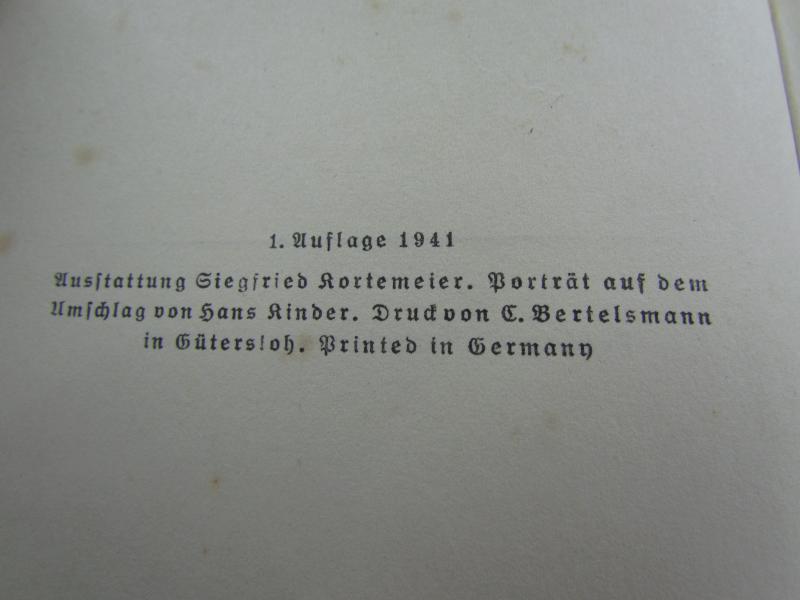 1. Auflage 1941
Ausstattung Siegfried Kortemeier. Porträt auf dem
Umschlag von Hans Kinder. Druck von C. Bertelsmann
in Gütersloh. Printed in Germany